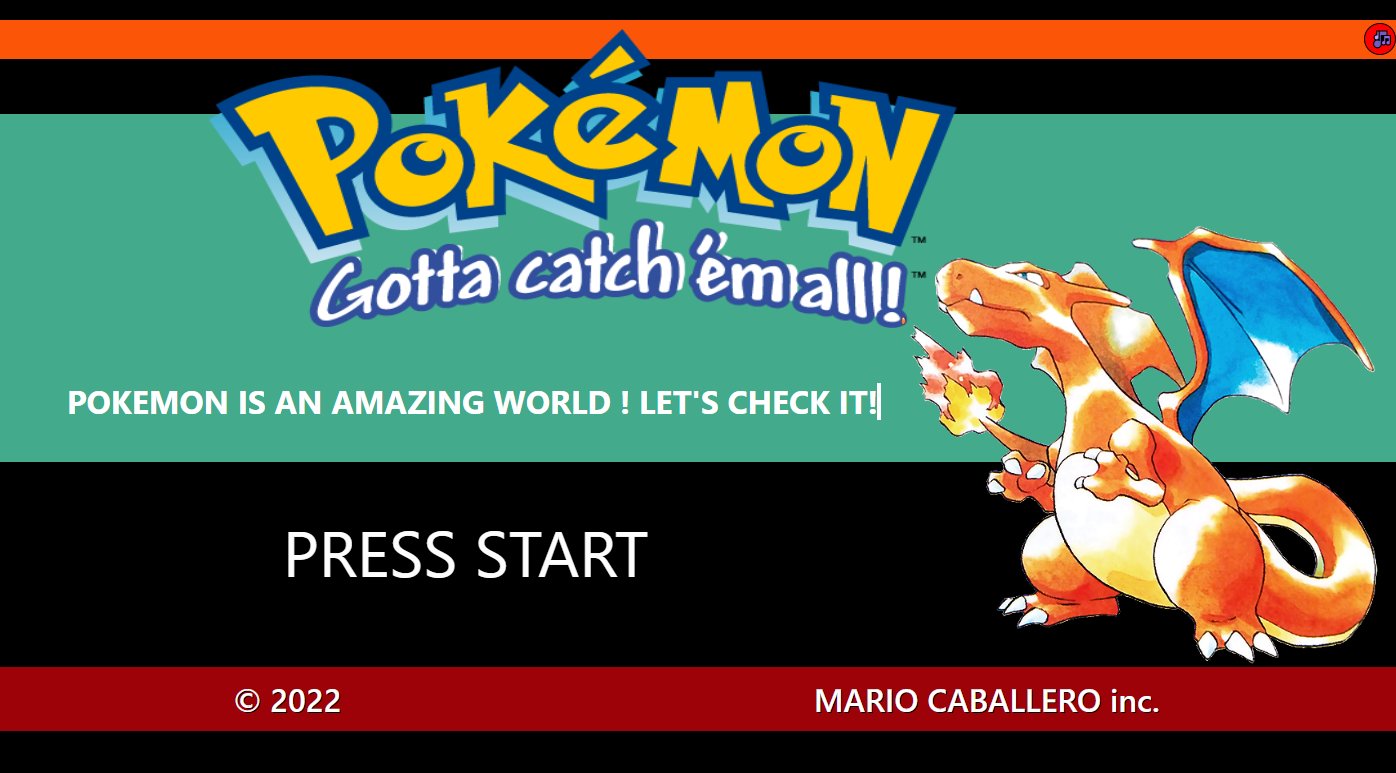 POKéMON
TM
Gotta catch 'em all!!
TM
POKEMON IS AN AMAZING WORLD ! LET'S CHECK IT!
PRESS START
© 2022 MARIO CABALLERO inc.